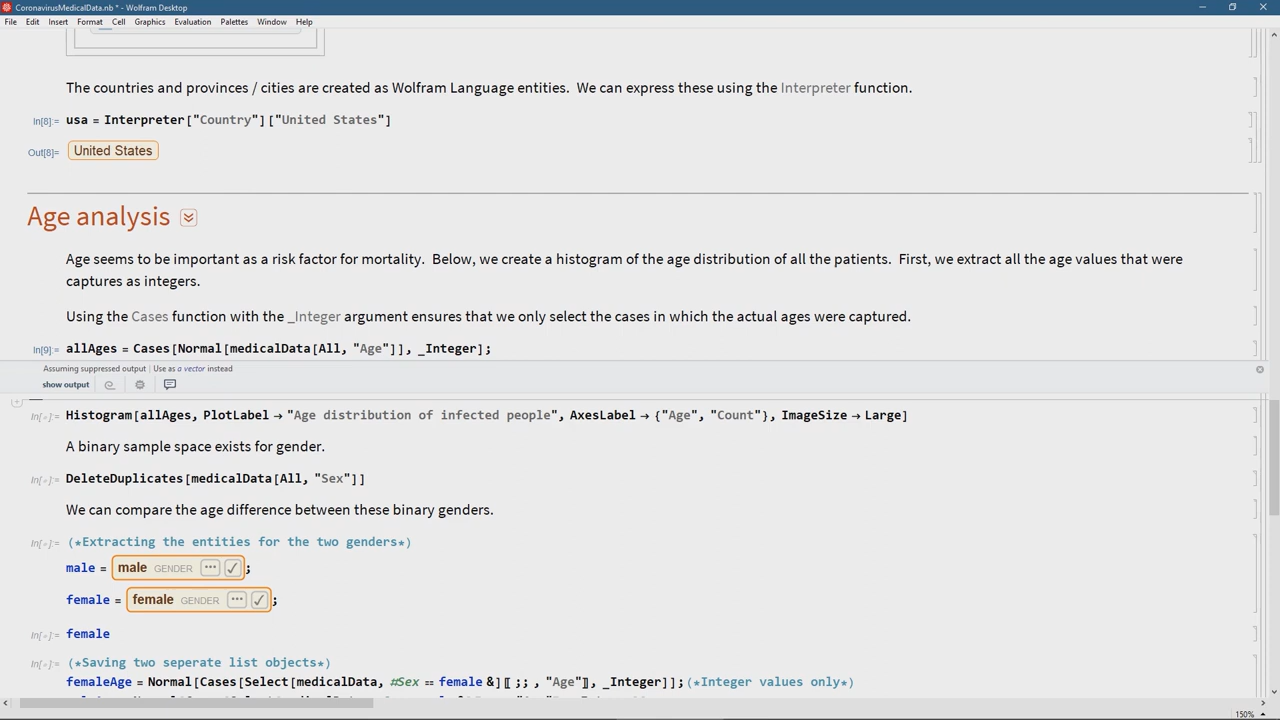 CoronavirusMedicalData.nb * - Wolfram Desktop
File Edit Insert Format Cell Graphics Evaluation Palettes Window Help
The countries and provinces / cities are created as Wolfram Language entities. We can express these using the Interpreter function.
In[8]:= usa = Interpreter["Country"]["United States"]
Out[8]= United States
Age analysis
Age seems to be important as a risk factor for mortality. Below, we create a histogram of the age distribution of all the patients. First, we extract all the age values that were
captures as integers.
Using the Cases function with the _Integer argument ensures that we only select the cases in which the actual ages were captured.
In[9]:= allAges = Cases[Normal[medicalData[All, "Age"]], _Integer];
Assuming suppressed output | Use as a vector instead
show output
In[◦]:= Histogram[allAges, PlotLabel → "Age distribution of infected people", AxesLabel → {"Age", "Count"}, ImageSize → Large]
A binary sample space exists for gender.
In[◦]:= DeleteDuplicates[medicalData[All, "Sex"]]
We can compare the age difference between these binary genders.
In[◦]:= (*Extracting the entities for the two genders*)
male = male GENDER ... ✓ ;
female = female GENDER ... ✓ ;
In[◦]:= female
In[◦]:= (*Saving two seperate list objects*)
femaleAge = Normal[Cases[Select[medicalData, #Sex == female &]〚 ;; , "Age"〛, _Integer]]; (*Integer values only*)
150%